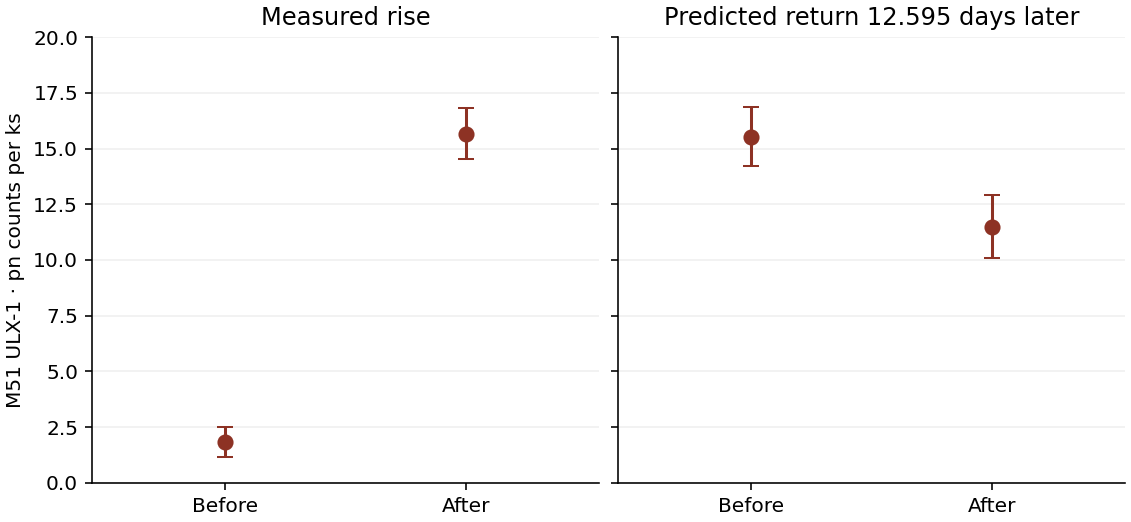 Measured rise
Predicted return 12.595 days later
M51 ULX-1 · pn counts per ks
20.0
17.5
15.0
12.5
10.0
7.5
5.0
2.5
0.0
Before
After
Before
After